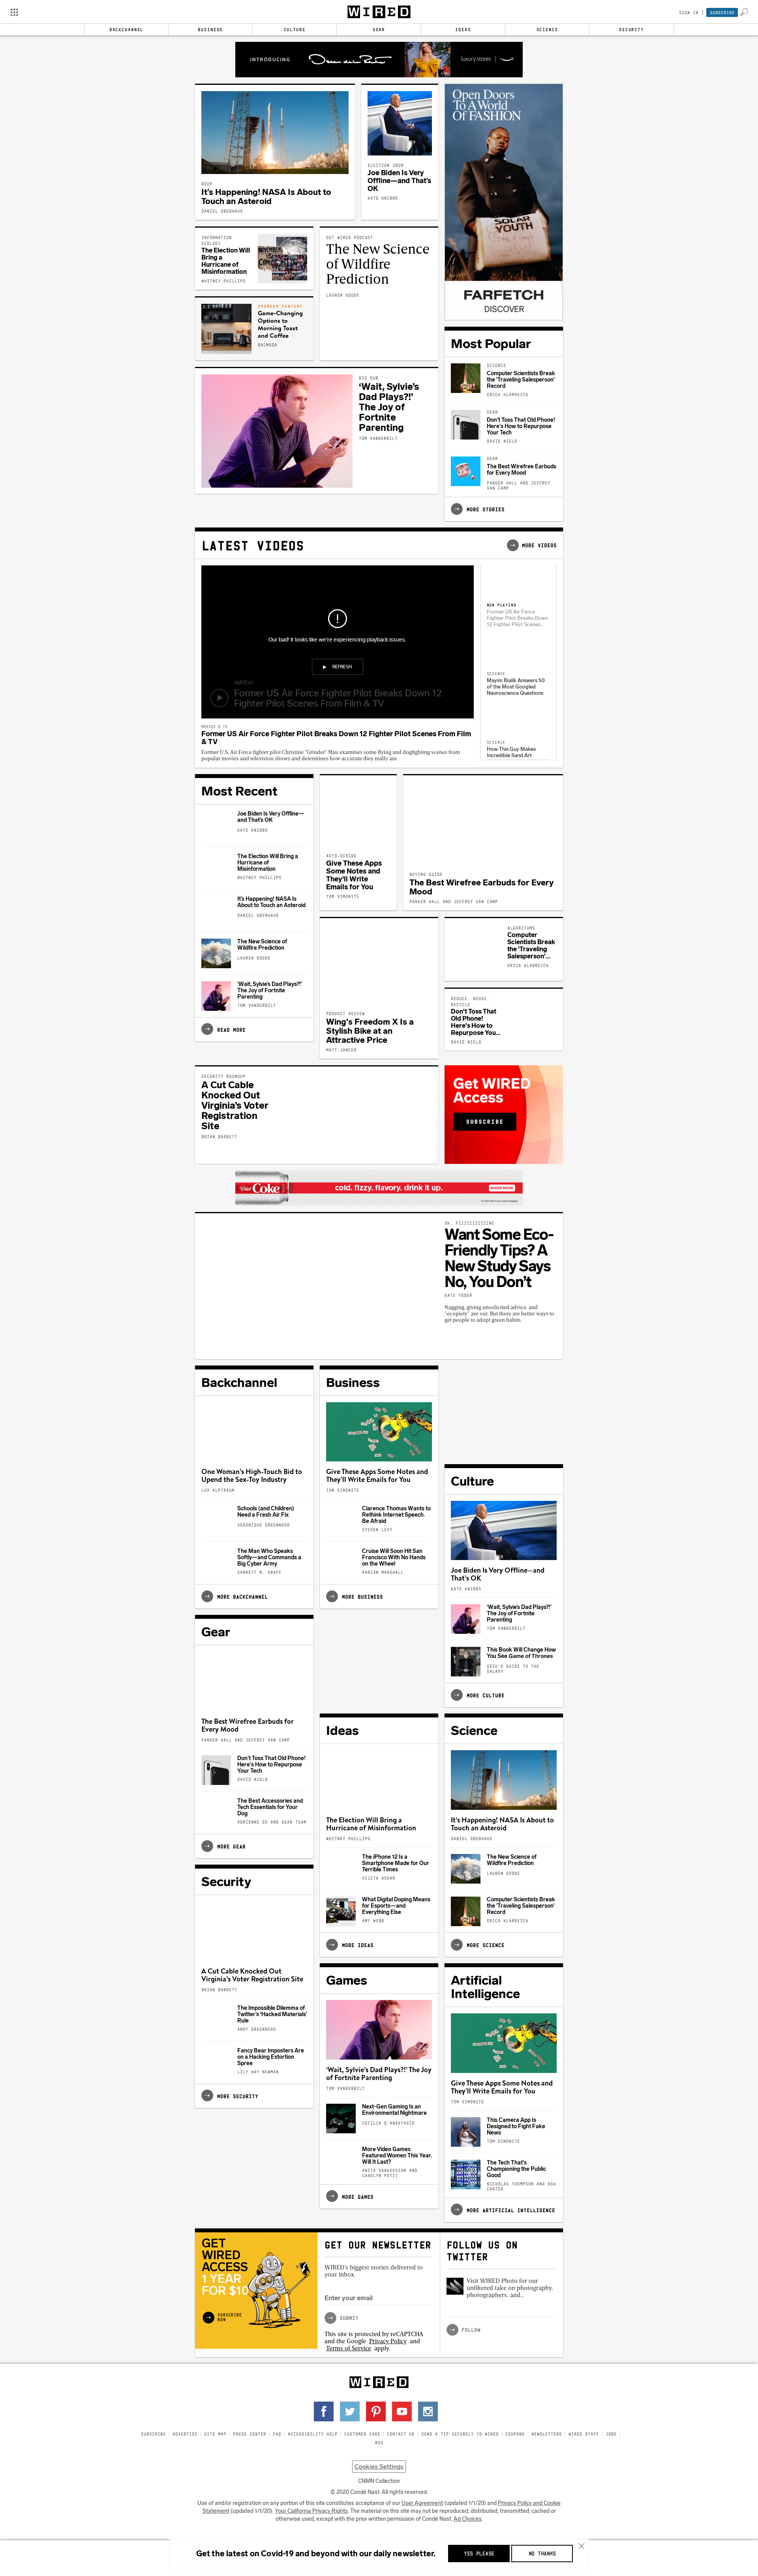 WIRED
SIGN IN
SUBSCRIBE
BACKCHANNEL
BUSINESS
CULTURE
GEAR
IDEAS
SCIENCE
SECURITY
INTRODUCING
Oscar de la Renta
luxury stores
BOOP
It's Happening! NASA Is About to
Touch an Asteroid
DANIEL OBERHAUS
ELECTION 2020
Joe Biden Is Very
Offline—and That's
OK
KATE KNIBBS
Open Doors
To A World
Of FASHION
SOLAR
YOUTH
FARFETCH
DISCOVER
INFORMATION
ECOLOGY
The Election Will
Bring a
Hurricane of
Misinformation
WHITNEY PHILLIPS
GET WIRED PODCAST
The New Science
of Wildfire
Prediction
LAUREN GOODE
SPONSOR CONTENT
Game-Changing
Options to
Morning Toast
and Coffee
BALMUDA
BIG DUB
‘Wait, Sylvie’s
Dad Plays?!’
The Joy of
Fortnite
Parenting
TOM VANDERBILT
Most Popular
SCIENCE
Computer Scientists Break
the 'Traveling Salesperson'
Record
ERICA KLARREICH
GEAR
Don't Toss That Old Phone!
Here's How to Repurpose
Your Tech
DAVID NIELD
GEAR
The Best Wirefree Earbuds
for Every Mood
PARKER HALL AND JEFFREY
VAN CAMP
MORE STORIES
LATEST VIDEOS
MORE VIDEOS
Our bad! It looks like we're experiencing playback issues.
REFRESH
WATCH
Former US Air Force Fighter Pilot Breaks Down 12
Fighter Pilot Scenes From Film & TV
MOVIES & TV
Former US Air Force Fighter Pilot Breaks Down 12 Fighter Pilot Scenes From Film
& TV
Former U.S. Air Force fighter pilot Christine "Grinder" Mau examines some flying and dogfighting scenes from
popular movies and television shows and determines how accurate they really are.
NOW PLAYING
Former US Air Force
Fighter Pilot Breaks Down
12 Fighter Pilot Scenes...
SCIENCE
Mayim Bialik Answers 50
of the Most Googled
Neuroscience Questions
SCIENCE
How This Guy Makes
Incredible Sand Art
Most Recent
Joe Biden Is Very Offline—
and That's OK
KATE KNIBBS
The Election Will Bring a
Hurricane of
Misinformation
WHITNEY PHILLIPS
It's Happening! NASA Is
About to Touch an Asteroid
DANIEL OBERHAUS
The New Science of
Wildfire Prediction
LAUREN GOODE
‘Wait, Sylvie’s Dad Plays?!’
The Joy of Fortnite
Parenting
TOM VANDERBILT
READ MORE
AUTO-SCRIBE
Give These Apps
Some Notes and
They'll Write
Emails for You
TOM SIMONITE
BUYING GUIDE
The Best Wirefree Earbuds for Every
Mood
PARKER HALL AND JEFFREY VAN CAMP
PRODUCT REVIEW
Wing's Freedom X Is a
Stylish Bike at an
Attractive Price
MATT JANCER
ALGORITHMS
Computer
Scientists Break
the 'Traveling
Salesperson'...
ERICA KLARREICH
REDUCE, REUSE,
RECYCLE
Don't Toss That
Old Phone!
Here's How to
Repurpose You...
DAVID NIELD
SECURITY ROUNDUP
A Cut Cable
Knocked Out
Virginia’s Voter
Registration
Site
BRIAN BARRETT
Get WIRED
Access
SUBSCRIBE
Diet Coke
cold. fizzy. flavory. drink it up.
SHOP NOW
OK, FIIIIIIIIIINE
Want Some Eco-
Friendly Tips? A
New Study Says
No, You Don’t
KATE YODER
Nagging, giving unsolicited advice, and
“ecopiety” are out. But there are better ways to
get people to adopt green habits.
Backchannel
One Woman's High-Touch Bid to
Upend the Sex-Toy Industry
LUX ALPTRAUM
Schools (and Children)
Need a Fresh Air Fix
VERONIQUE GREENWOOD
The Man Who Speaks
Softly—and Commands a
Big Cyber Army
GARRETT M. GRAFF
MORE BACKCHANNEL
Business
Give These Apps Some Notes and
They'll Write Emails for You
TOM SIMONITE
Clarence Thomas Wants to
Rethink Internet Speech.
Be Afraid
STEVEN LEVY
Cruise Will Soon Hit San
Francisco With No Hands
on the Wheel
AARIAN MARSHALL
MORE BUSINESS
Culture
Joe Biden Is Very Offline—and
That's OK
KATE KNIBBS
‘Wait, Sylvie’s Dad Plays?!’
The Joy of Fortnite
Parenting
TOM VANDERBILT
This Book Will Change How
You See Game of Thrones
GEEK'S GUIDE TO THE
GALAXY
MORE CULTURE
Gear
The Best Wirefree Earbuds for
Every Mood
PARKER HALL AND JEFFREY VAN CAMP
Don't Toss That Old Phone!
Here's How to Repurpose
Your Tech
DAVID NIELD
The Best Accessories and
Tech Essentials for Your
Dog
ADRIENNE SO AND GEAR TEAM
MORE GEAR
Ideas
The Election Will Bring a
Hurricane of Misinformation
WHITNEY PHILLIPS
The iPhone 12 Is a
Smartphone Made for Our
Terrible Times
VIJITH ASSAR
What Digital Doping Means
for Esports—and
Everything Else
AMY WEBB
MORE IDEAS
Science
It's Happening! NASA Is About to
Touch an Asteroid
DANIEL OBERHAUS
The New Science of
Wildfire Prediction
LAUREN GOODE
Computer Scientists Break
the 'Traveling Salesperson'
Record
ERICA KLARREICH
MORE SCIENCE
Security
A Cut Cable Knocked Out
Virginia’s Voter Registration Site
BRIAN BARRETT
The Impossible Dilemma of
Twitter's 'Hacked Materials'
Rule
ANDY GREENBERG
Fancy Bear Imposters Are
on a Hacking Extortion
Spree
LILY HAY NEWMAN
MORE SECURITY
Games
‘Wait, Sylvie’s Dad Plays?!’ The Joy
of Fortnite Parenting
TOM VANDERBILT
Next-Gen Gaming Is an
Environmental Nightmare
CECILIA D'ANASTASIO
More Video Games
Featured Women This Year.
Will It Last?
ANITA SARKEESIAN AND
CAROLYN PETIT
MORE GAMES
Artificial
Intelligence
Give These Apps Some Notes and
They'll Write Emails for You
TOM SIMONITE
This Camera App Is
Designed to Fight Fake
News
TOM SIMONITE
The Tech That's
Championing the Public
Good
NICHOLAS THOMPSON AND ASH
CARTER
MORE ARTIFICIAL INTELLIGENCE
GET
WIRED
ACCESS
1 YEAR
FOR $10
SUBSCRIBE
NOW
GET OUR NEWSLETTER
WIRED's biggest stories delivered to
your inbox.
Enter your email
SUBMIT
This site is protected by reCAPTCHA
and the Google Privacy Policy and
Terms of Service apply.
FOLLOW US ON
TWITTER
Visit WIRED Photo for our
unfiltered take on photography,
photographers, and...
FOLLOW
WIRED
SUBSCRIBE | ADVERTISE | SITE MAP | PRESS CENTER | FAQ | ACCESSIBILITY HELP | CUSTOMER CARE | CONTACT US | SEND A TIP SECURELY TO WIRED | COUPONS | NEWSLETTERS | WIRED STAFF | JOBS |
RSS
Cookies Settings
CNMN Collection
© 2020 Condé Nast. All rights reserved.
Use of and/or registration on any portion of this site constitutes acceptance of our User Agreement (updated 1/1/20) and Privacy Policy and Cookie
Statement (updated 1/1/20). Your California Privacy Rights. The material on this site may not be reproduced, distributed, transmitted, cached or
otherwise used, except with the prior written permission of Condé Nast. Ad Choices.
Get the latest on Covid-19 and beyond with our daily newsletter.
YES PLEASE
NO THANKS